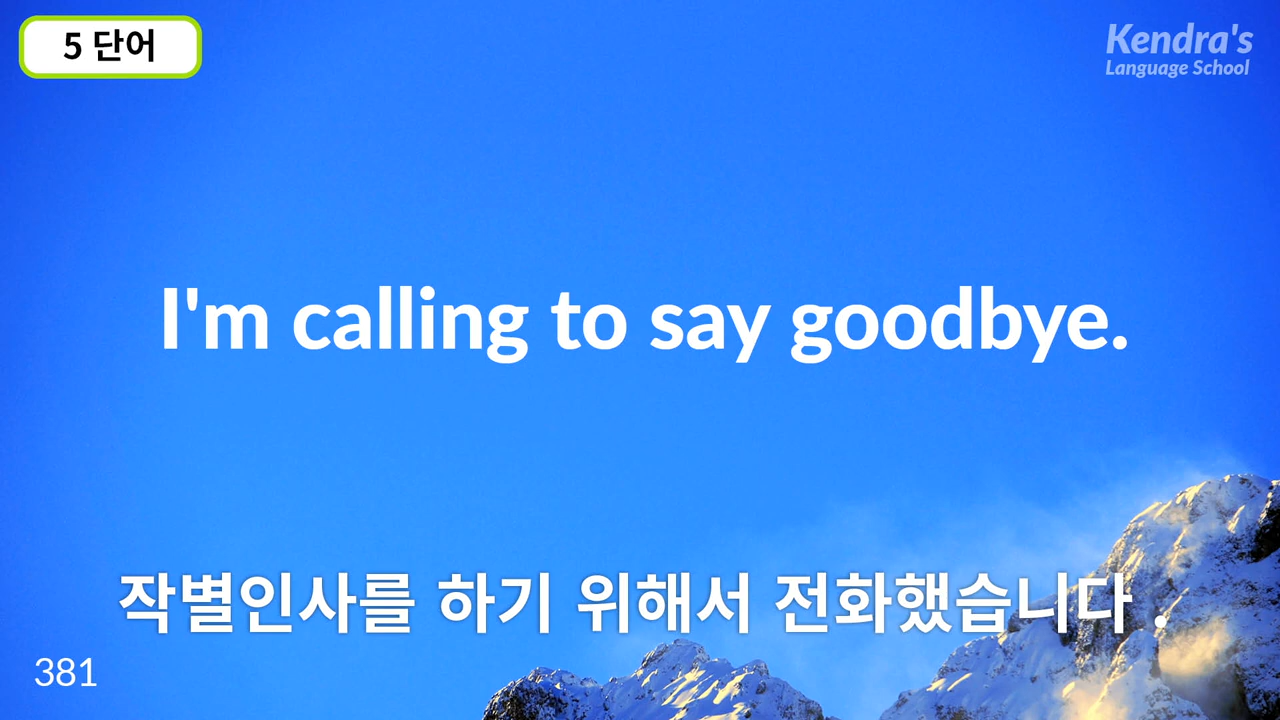 5 단어
Kendra's
Language School
I'm calling to say goodbye.
작별인사를 하기 위해서 전화했습니다 .
381